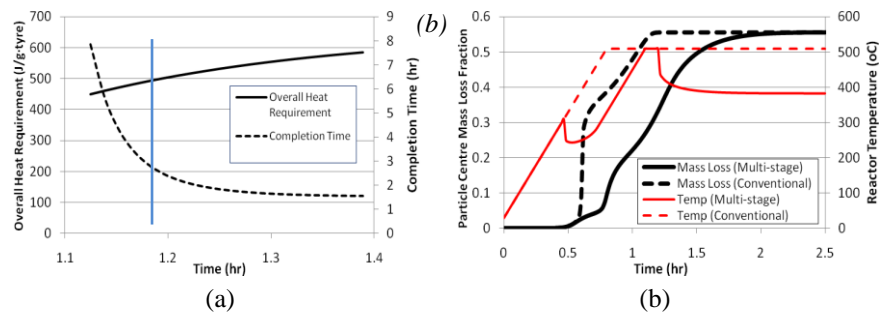 Overall Heat Requirement (J/g-tyre)
700
600
500
400
300
200
100
0
Overall Heat
Requirement
Completion Time
9
8
7
6
5
4
3
2
1
0
Completion Time (hr)
1.1
1.2
1.3
1.4
Time (hr)
(a)
(b)
Particle Centre Mass Loss Fraction
0.6
0.5
0.4
0.3
0.2
0.1
0
Mass Loss (Multi-stage)
Mass Loss (Conventional)
Temp (Multi-stage)
Temp (Conventional)
600
500
400
300
200
100
0
Reactor Temperature (oC)
0
0.5
1
1.5
2
2.5
Time (hr)
(b)